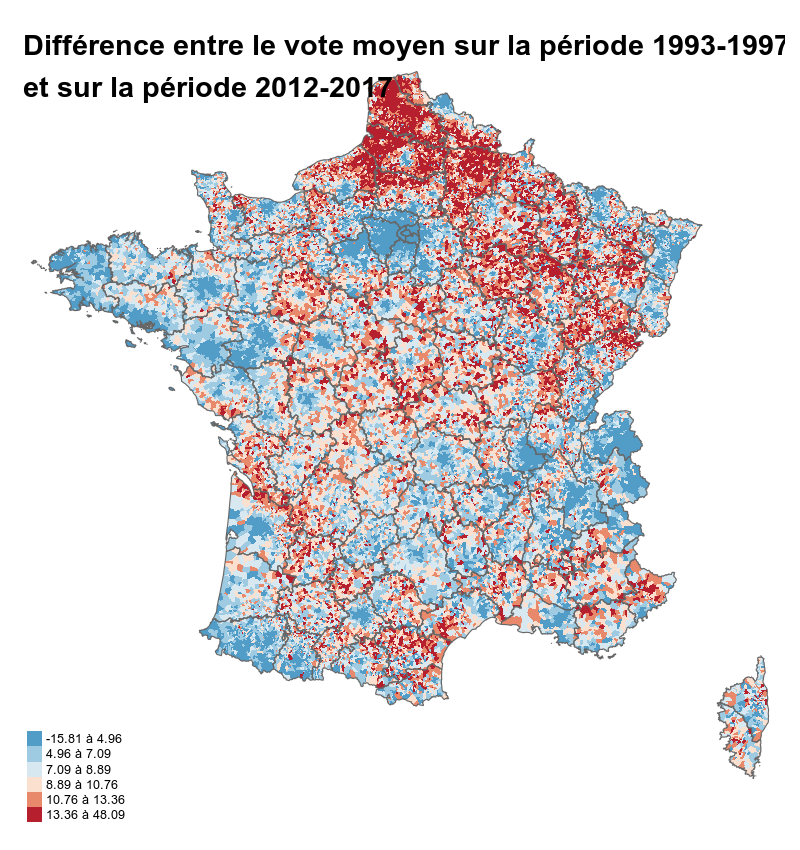 Différence entre le vote moyen sur la période 1993-1997
et sur la période 2012-2017
-15.81 à 4.96
4.96 à 7.09
7.09 à 8.89
8.89 à 10.76
10.76 à 13.36
13.36 à 48.09